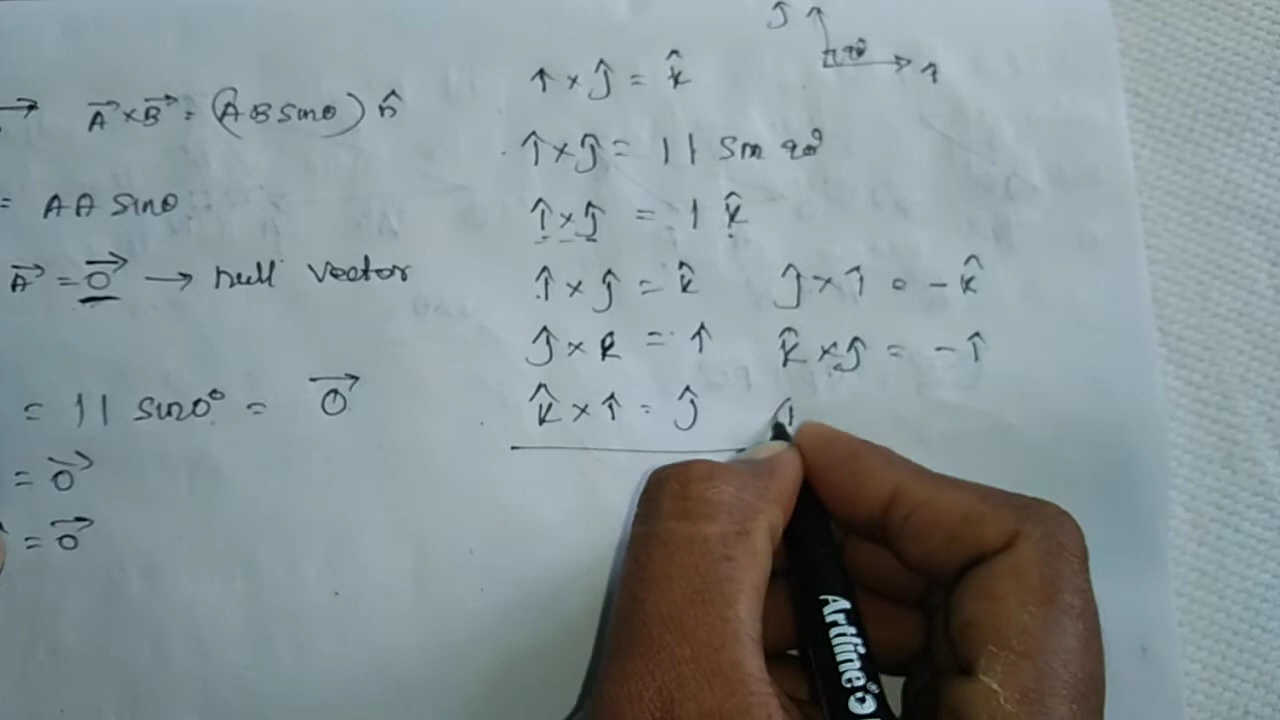 → A⃗ × B⃗ = (AB sinθ) n̂
= AA sinθ
A⃗ = 0⃗ → null vector
= 1 1 sin0° = 0⃗
= 0⃗
= 0⃗
ĵ
90°
î
î × ĵ = k̂
î × ĵ = 1 1 sin 90°
î × ĵ = 1 k̂
î × ĵ = k̂ ĵ × î = -k̂
ĵ × k = î k̂ × ĵ = -î
k̂ × î = ĵ
Artline